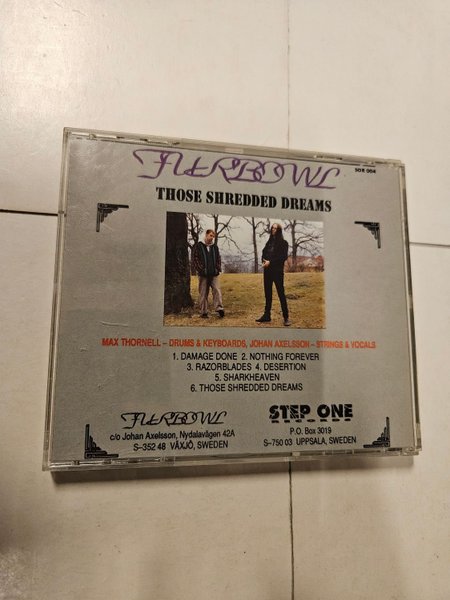 FURBOWL
SOR 004
THOSE SHREDDED DREAMS
MAX THORNELL – DRUMS & KEYBOARDS, JOHAN AXELSSON – STRINGS & VOCALS
1. DAMAGE DONE 2. NOTHING FOREVER
3. RAZORBLADES 4. DESERTION
5. SHARKHEAVEN
6. THOSE SHREDDED DREAMS
FURBOWL
c/o Johan Axelsson, Nydalavägen 42A
S–352 48 VÄXJÖ, SWEDEN
STEP ONE
RECORDS
P.O. Box 3019
S–750 03 UPPSALA, SWEDEN